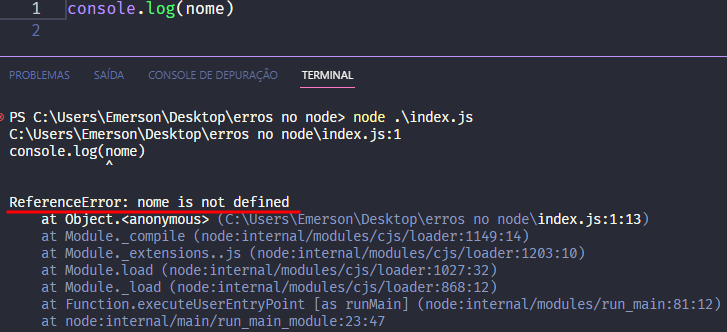 1 console.log(nome)
2
PROBLEMAS SAÍDA CONSOLE DE DEPURAÇÃO TERMINAL
PS C:\Users\Emerson\Desktop\erros no node> node .\index.js
C:\Users\Emerson\Desktop\erros no node\index.js:1
console.log(nome)
^
ReferenceError: nome is not defined
at Object.<anonymous> (C:\Users\Emerson\Desktop\erros no node\index.js:1:13)
at Module._compile (node:internal/modules/cjs/loader:1149:14)
at Module._extensions..js (node:internal/modules/cjs/loader:1203:10)
at Module.load (node:internal/modules/cjs/loader:1027:32)
at Module._load (node:internal/modules/cjs/loader:868:12)
at Function.executeUserEntryPoint [as runMain] (node:internal/modules/run_main:81:12)
at node:internal/main/run_main_module:23:47